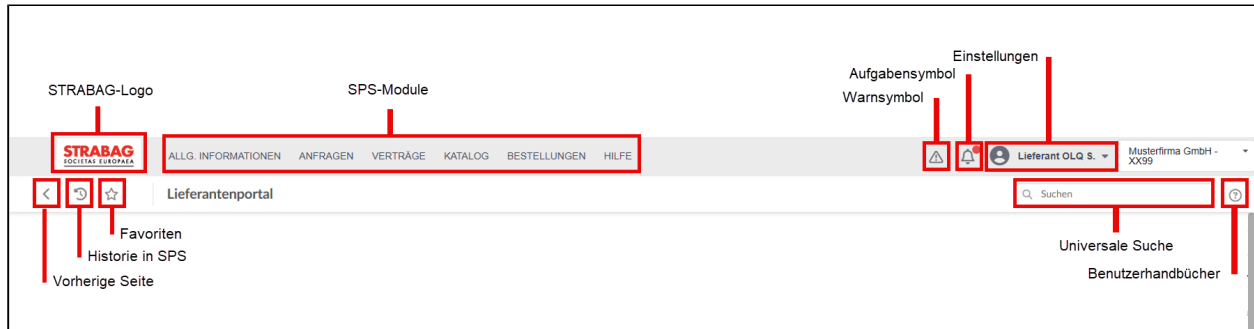 Einstellungen
Aufgabensymbol
STRABAG-Logo
SPS-Module
Warnsymbol
STRABAG
SOCIETAS EUROPAEA
ALLG. INFORMATIONEN ANFRAGEN VERTRÄGE KATALOG BESTELLUNGEN HILFE
Lieferant OLQ S.
Musterfirma GmbH -
XX99
Lieferantenportal
Suchen
Favoriten
Historie in SPS
Vorherige Seite
Universale Suche
Benutzerhandbücher